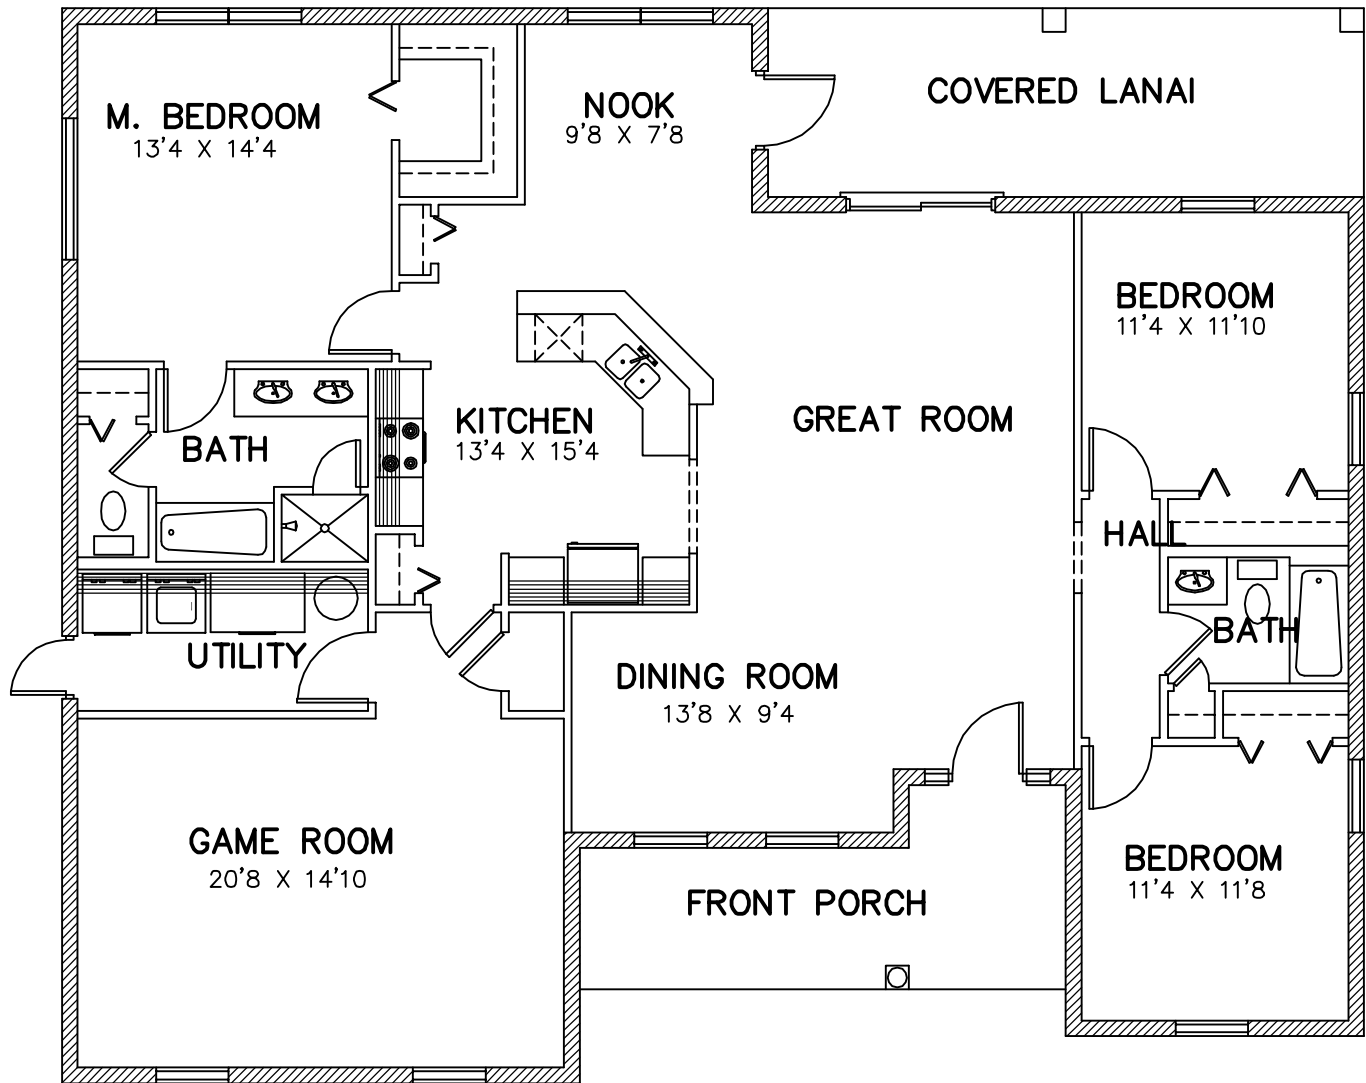 COVERED LANAI
M. BEDROOM
13'4 X 14'4
NOOK
9'8 X 7'8
BEDROOM
11'4 X 11'10
KITCHEN
13'4 X 15'4
GREAT ROOM
BATH
HALL
BATH
UTILITY
DINING ROOM
13'8 X 9'4
GAME ROOM
20'8 X 14'10
BEDROOM
11'4 X 11'8
FRONT PORCH